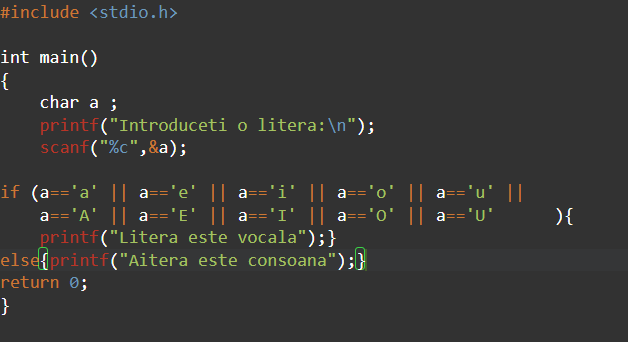 #include <stdio.h>
int main()
{
    char a ;
    printf("Introduceti o litera:\n");
    scanf("%c",&a);
if (a=='a' || a=='e' || a=='i' || a=='o' || a=='u' ||
    a=='A' || a=='E' || a=='I' || a=='O' || a=='U'      ){
    printf("Litera este vocala");}
else{printf("Aitera este consoana");}
return 0;
}